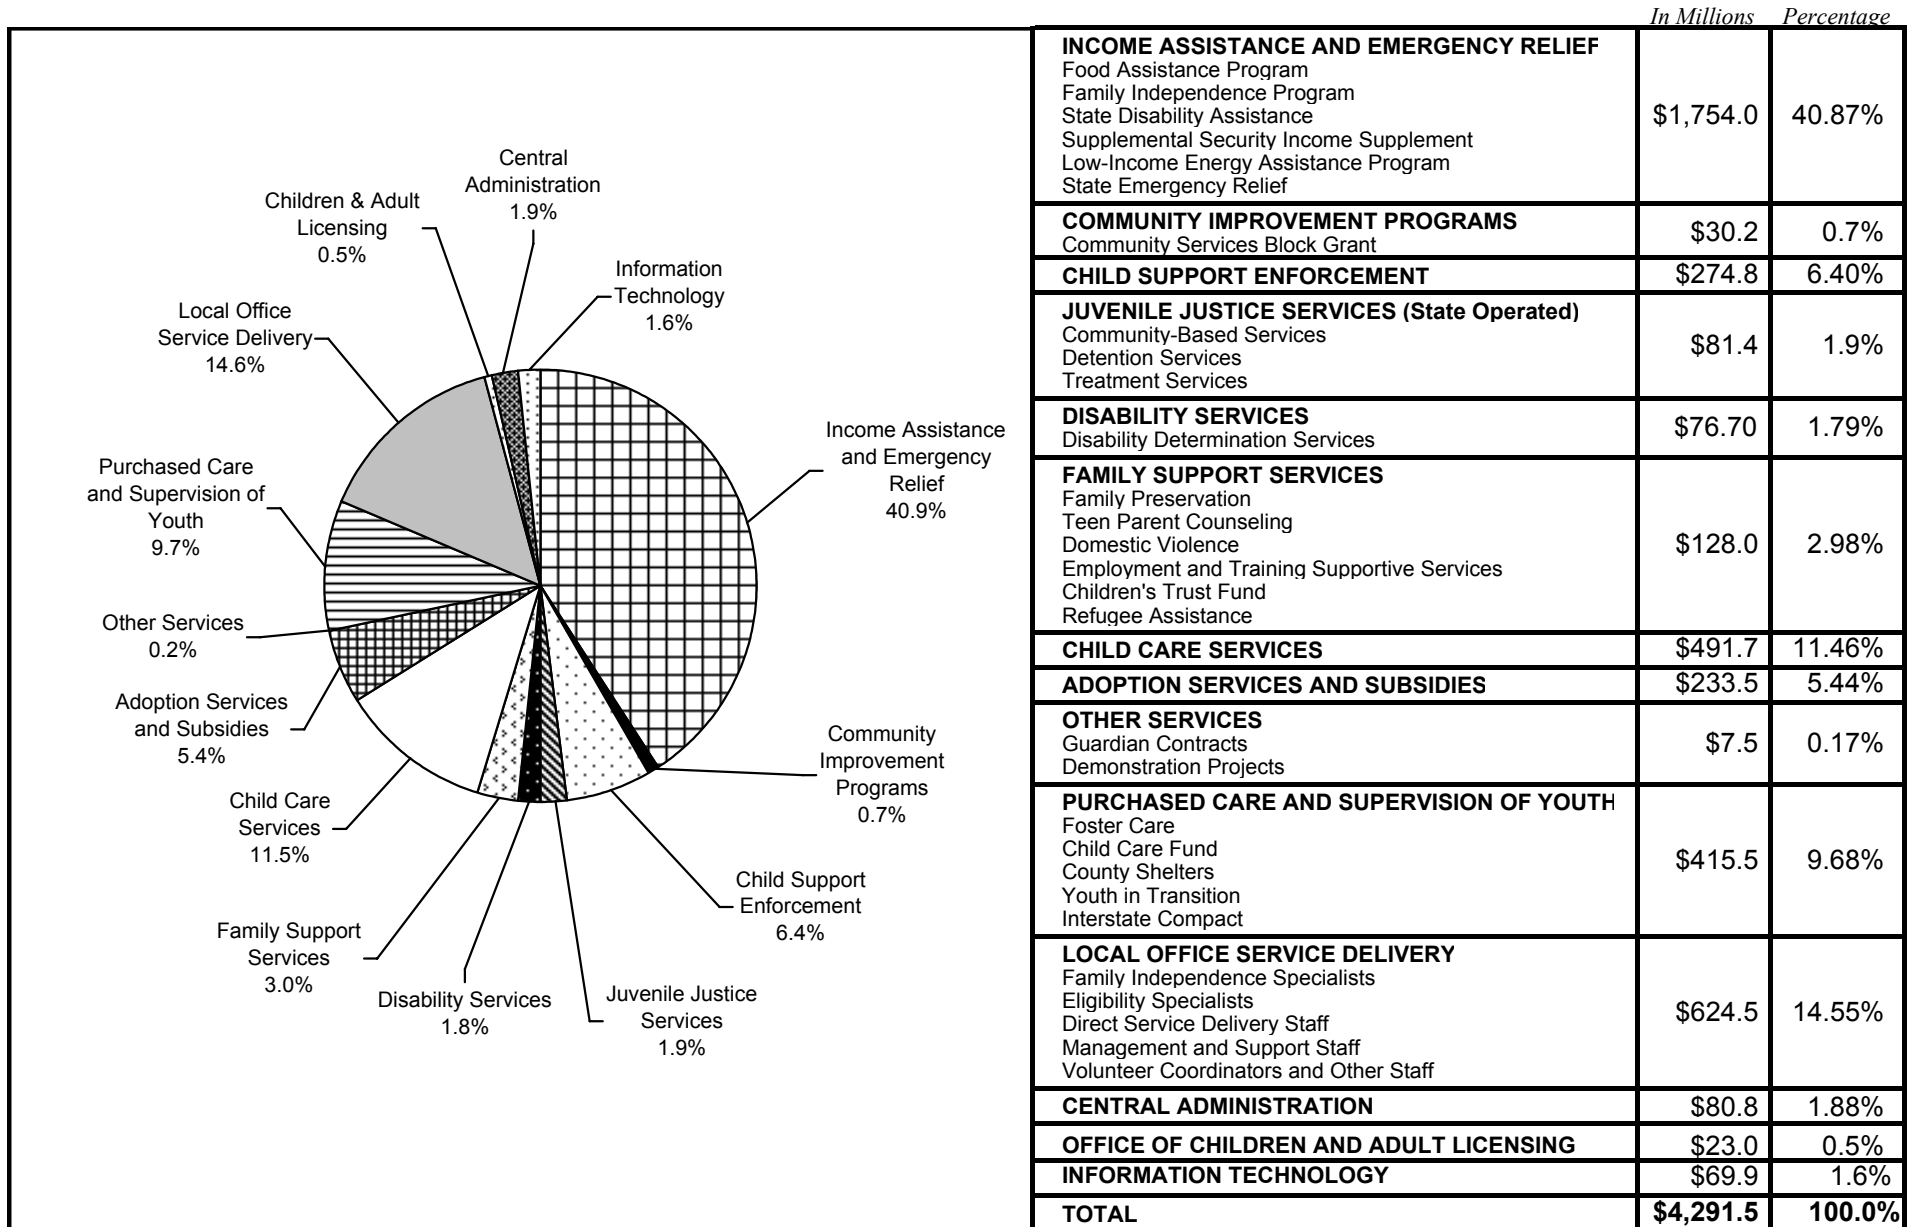 In Millions Percentage
Central
Administration
1.9%
Children & Adult
Licensing
0.5%
Information
Technology
1.6%
Local Office
Service Delivery
14.6%
Income Assistance
and Emergency
Relief
40.9%
Purchased Care
and Supervision of
Youth
9.7%
Other Services
0.2%
Adoption Services
and Subsidies
5.4%
Community
Improvement
Programs
0.7%
Child Care
Services
11.5%
Child Support
Enforcement
6.4%
Family Support
Services
3.0%
Disability Services
1.8%
Juvenile Justice
Services
1.9%
INCOME ASSISTANCE AND EMERGENCY RELIEF
Food Assistance Program
Family Independence Program
State Disability Assistance
$1,754.0 40.87%
Supplemental Security Income Supplement
Low-Income Energy Assistance Program
State Emergency Relief
COMMUNITY IMPROVEMENT PROGRAMS
$30.2 0.7%
Community Services Block Grant
CHILD SUPPORT ENFORCEMENT $274.8 6.40%
JUVENILE JUSTICE SERVICES (State Operated)
Community-Based Services
$81.4 1.9%
Detention Services
Treatment Services
DISABILITY SERVICES
$76.70 1.79%
Disability Determination Services
FAMILY SUPPORT SERVICES
Family Preservation
Teen Parent Counseling
Domestic Violence
$128.0 2.98%
Employment and Training Supportive Services
Children's Trust Fund
Refugee Assistance
CHILD CARE SERVICES $491.7 11.46%
ADOPTION SERVICES AND SUBSIDIES $233.5 5.44%
OTHER SERVICES
Guardian Contracts
$7.5 0.17%
Demonstration Projects
PURCHASED CARE AND SUPERVISION OF YOUTH
Foster Care
Child Care Fund
$415.5 9.68%
County Shelters
Youth in Transition
Interstate Compact
LOCAL OFFICE SERVICE DELIVERY
Family Independence Specialists
Eligibility Specialists
$624.5 14.55%
Direct Service Delivery Staff
Management and Support Staff
Volunteer Coordinators and Other Staff
CENTRAL ADMINISTRATION $80.8 1.88%
OFFICE OF CHILDREN AND ADULT LICENSING $23.0 0.5%
INFORMATION TECHNOLOGY $69.9 1.6%
TOTAL $4,291.5 100.0%